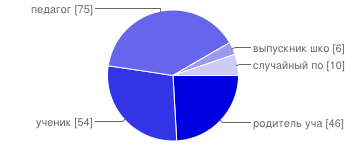 педагог [75]
выпускник шко [6]
случайный по [10]
ученик [54]
родитель уча [46]